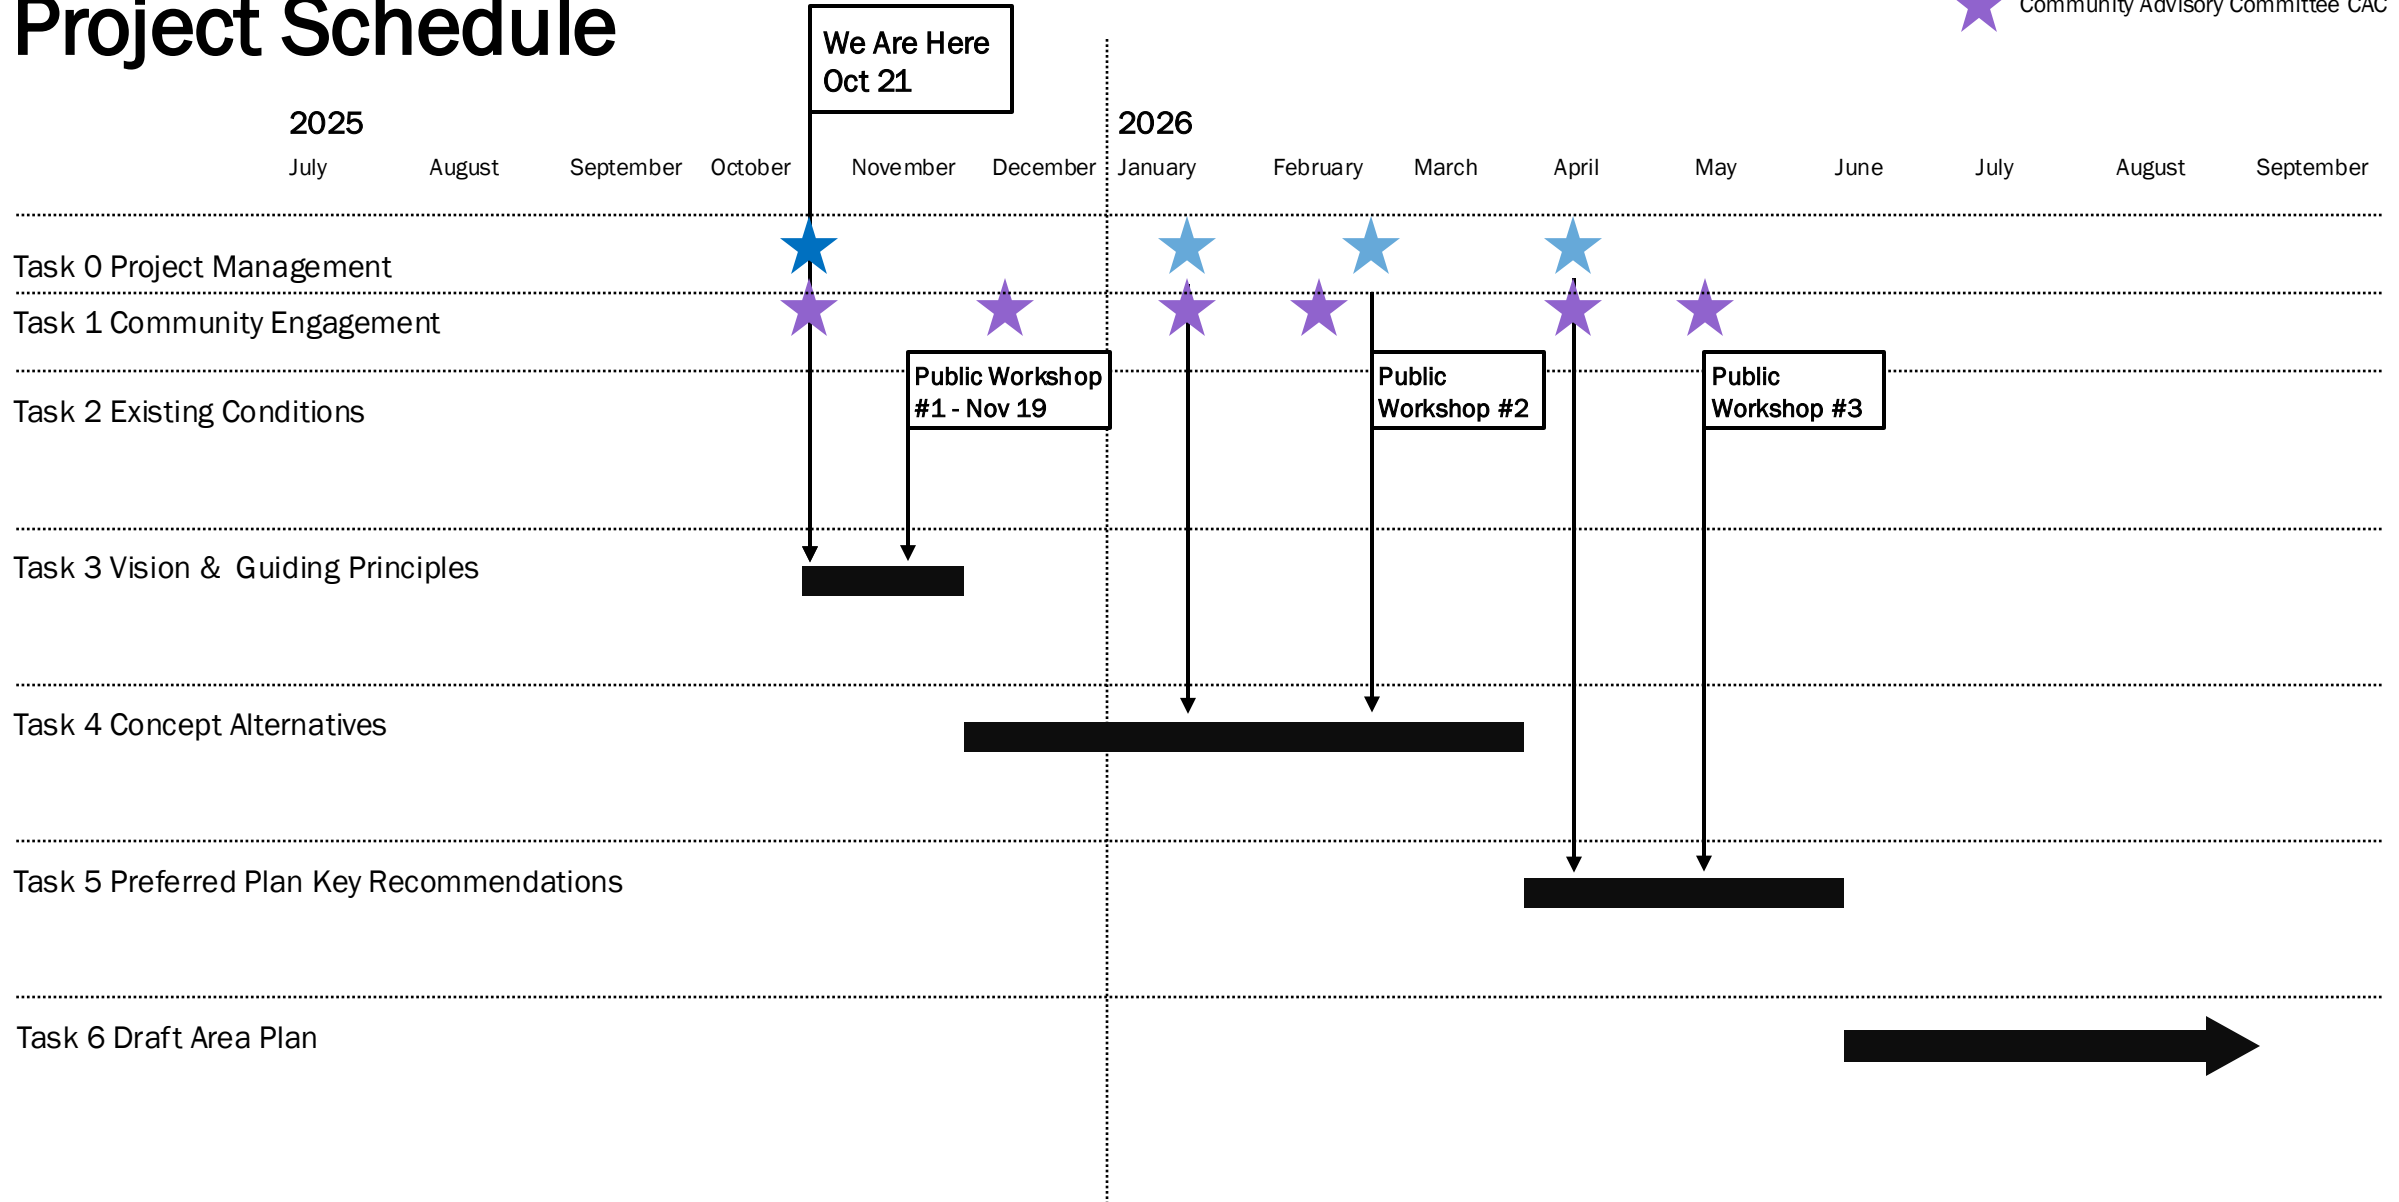 Project Schedule
Community Advisory Committee CAC
We Are Here
Oct 21
2025
2026
July August September October November December January February March April May June July August September
Task 0 Project Management
Task 1 Community Engagement
Public Workshop
#1 - Nov 19
Public
Workshop #2
Public
Workshop #3
Task 2 Existing Conditions
Task 3 Vision & Guiding Principles
Task 4 Concept Alternatives
Task 5 Preferred Plan Key Recommendations
Task 6 Draft Area Plan